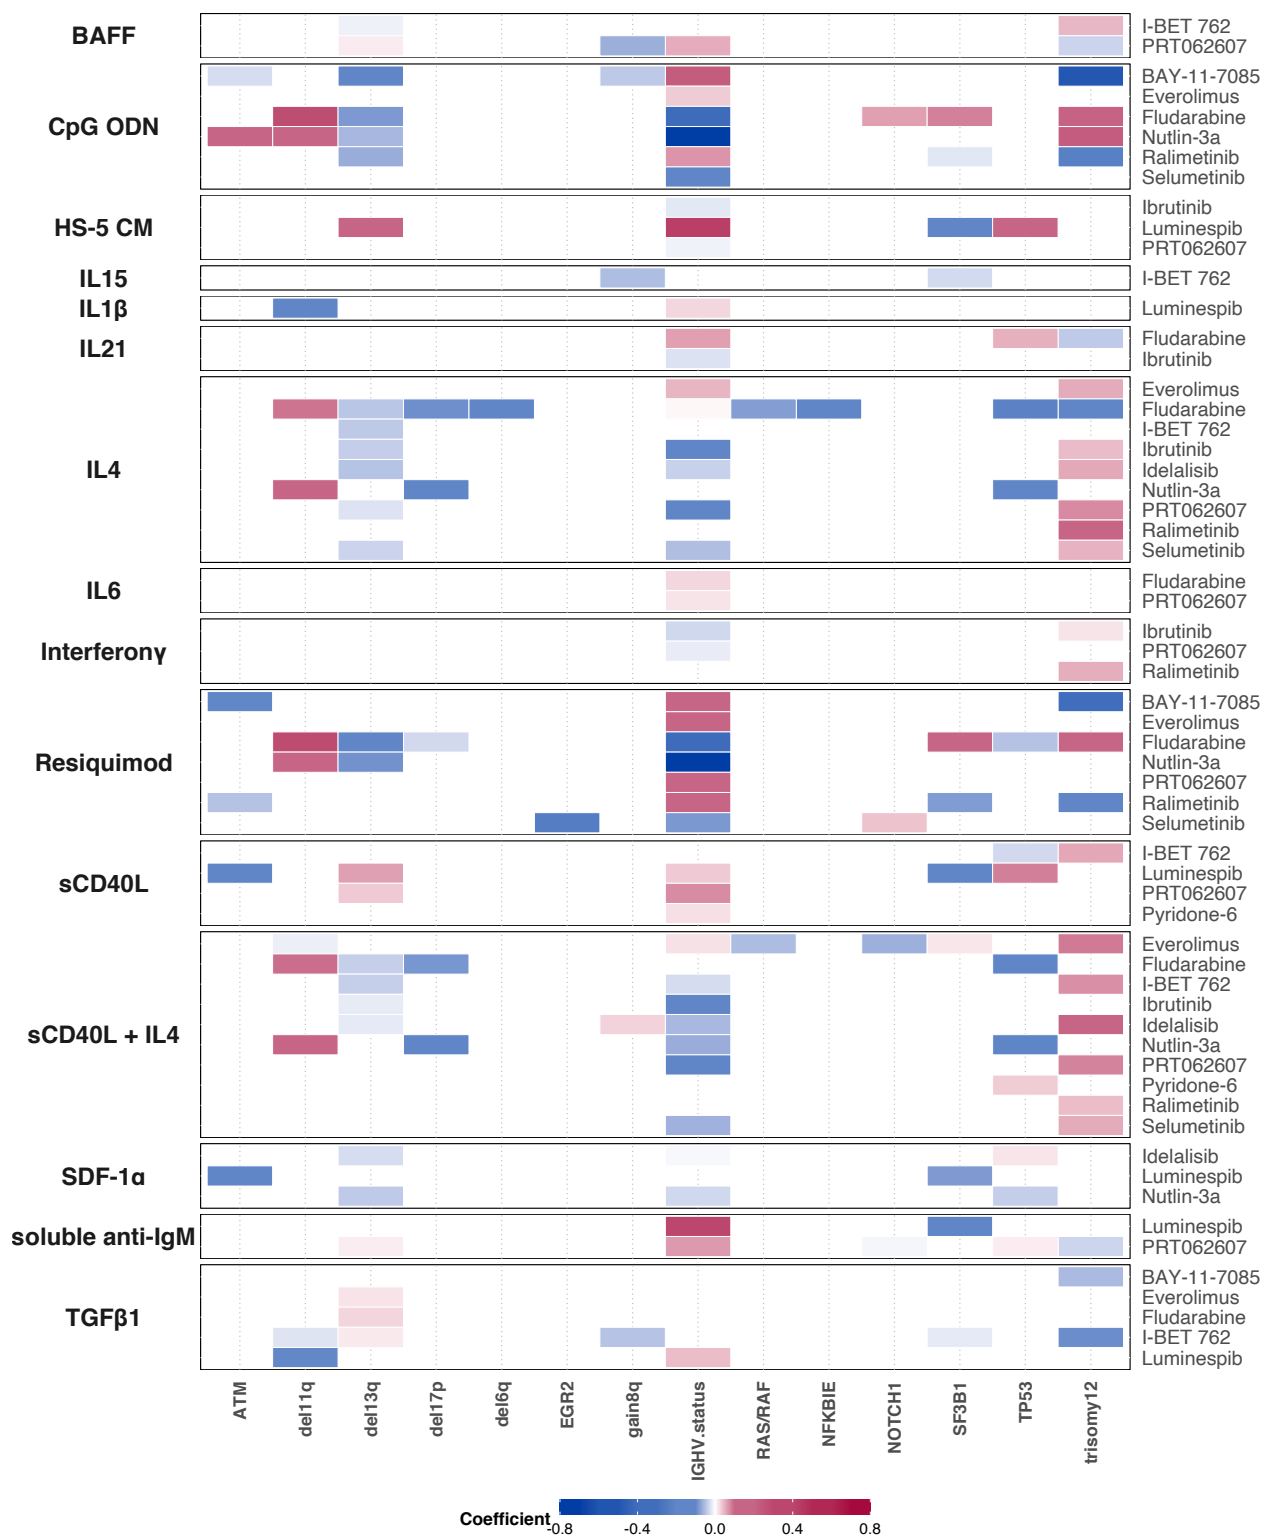 BAFF
I-BET 762
PRT062607
CpG ODN
BAY-11-7085
Everolimus
Fludarabine
Nutlin-3a
Ralimetinib
Selumetinib
HS-5 CM
Ibrutinib
Luminespib
PRT062607
IL15
I-BET 762
IL1β
Luminespib
IL21
Fludarabine
Ibrutinib
IL4
Everolimus
Fludarabine
I-BET 762
Ibrutinib
Idelalisib
Nutlin-3a
PRT062607
Ralimetinib
Selumetinib
IL6
Fludarabine
PRT062607
Interferonγ
Ibrutinib
PRT062607
Ralimetinib
Resiquimod
BAY-11-7085
Everolimus
Fludarabine
Nutlin-3a
PRT062607
Ralimetinib
Selumetinib
sCD40L
I-BET 762
Luminespib
PRT062607
Pyridone-6
sCD40L + IL4
Everolimus
Fludarabine
I-BET 762
Ibrutinib
Idelalisib
Nutlin-3a
PRT062607
Pyridone-6
Ralimetinib
Selumetinib
SDF-1α
Idelalisib
Luminespib
Nutlin-3a
soluble anti-IgM
Luminespib
PRT062607
TGFβ1
BAY-11-7085
Everolimus
Fludarabine
I-BET 762
Luminespib
ATM
del11q
del13q
del17p
del6q
EGR2
gain8q
IGHV.status
RAS/RAF
NFKBIE
NOTCH1
SF3B1
TP53
trisomy12
Coefficient
-0.8 -0.4 0.0 0.4 0.8